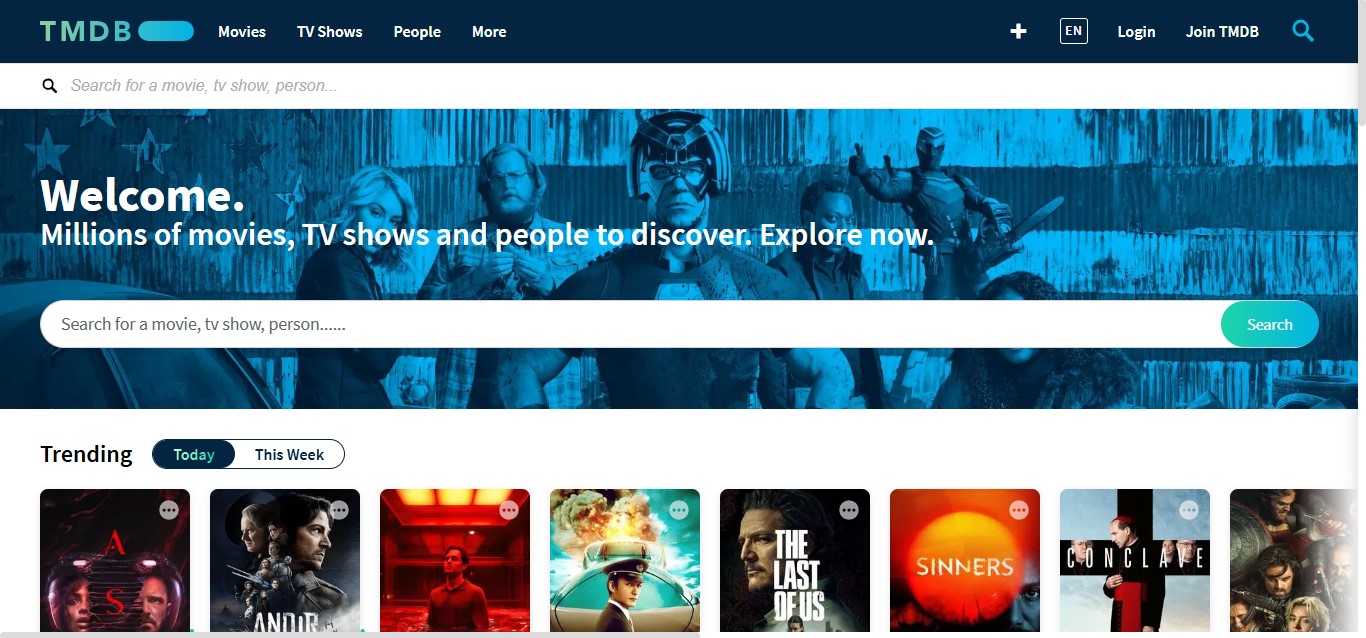 TMDB Movies TV Shows People More + EN Login Join TMDB
Search for a movie, tv show, person...
Welcome.
Millions of movies, TV shows and people to discover. Explore now.
Search for a movie, tv show, person...... Search
Trending Today This Week
A
S
ANDOR
THE
LAST
OF US
SINNERS
CONCLAVE